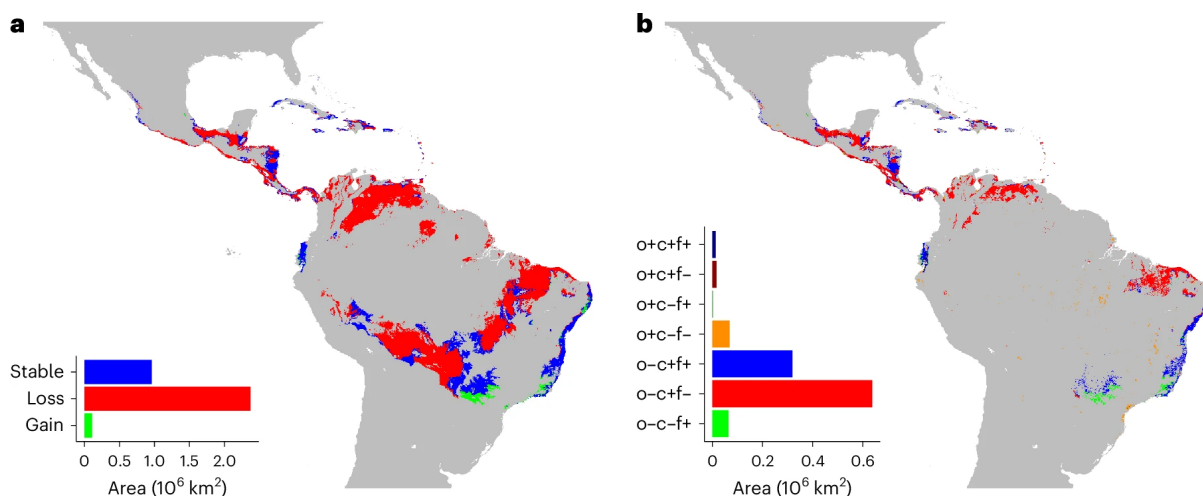 a
Stable
Loss
Gain
0 0.5 1.0 1.5 2.0
Area (10⁶ km²)
b
o+c+f+
o+c+f−
o+c−f+
o+c−f−
o−c+f+
o−c+f−
o−c−f+
0 0.2 0.4 0.6
Area (10⁶ km²)